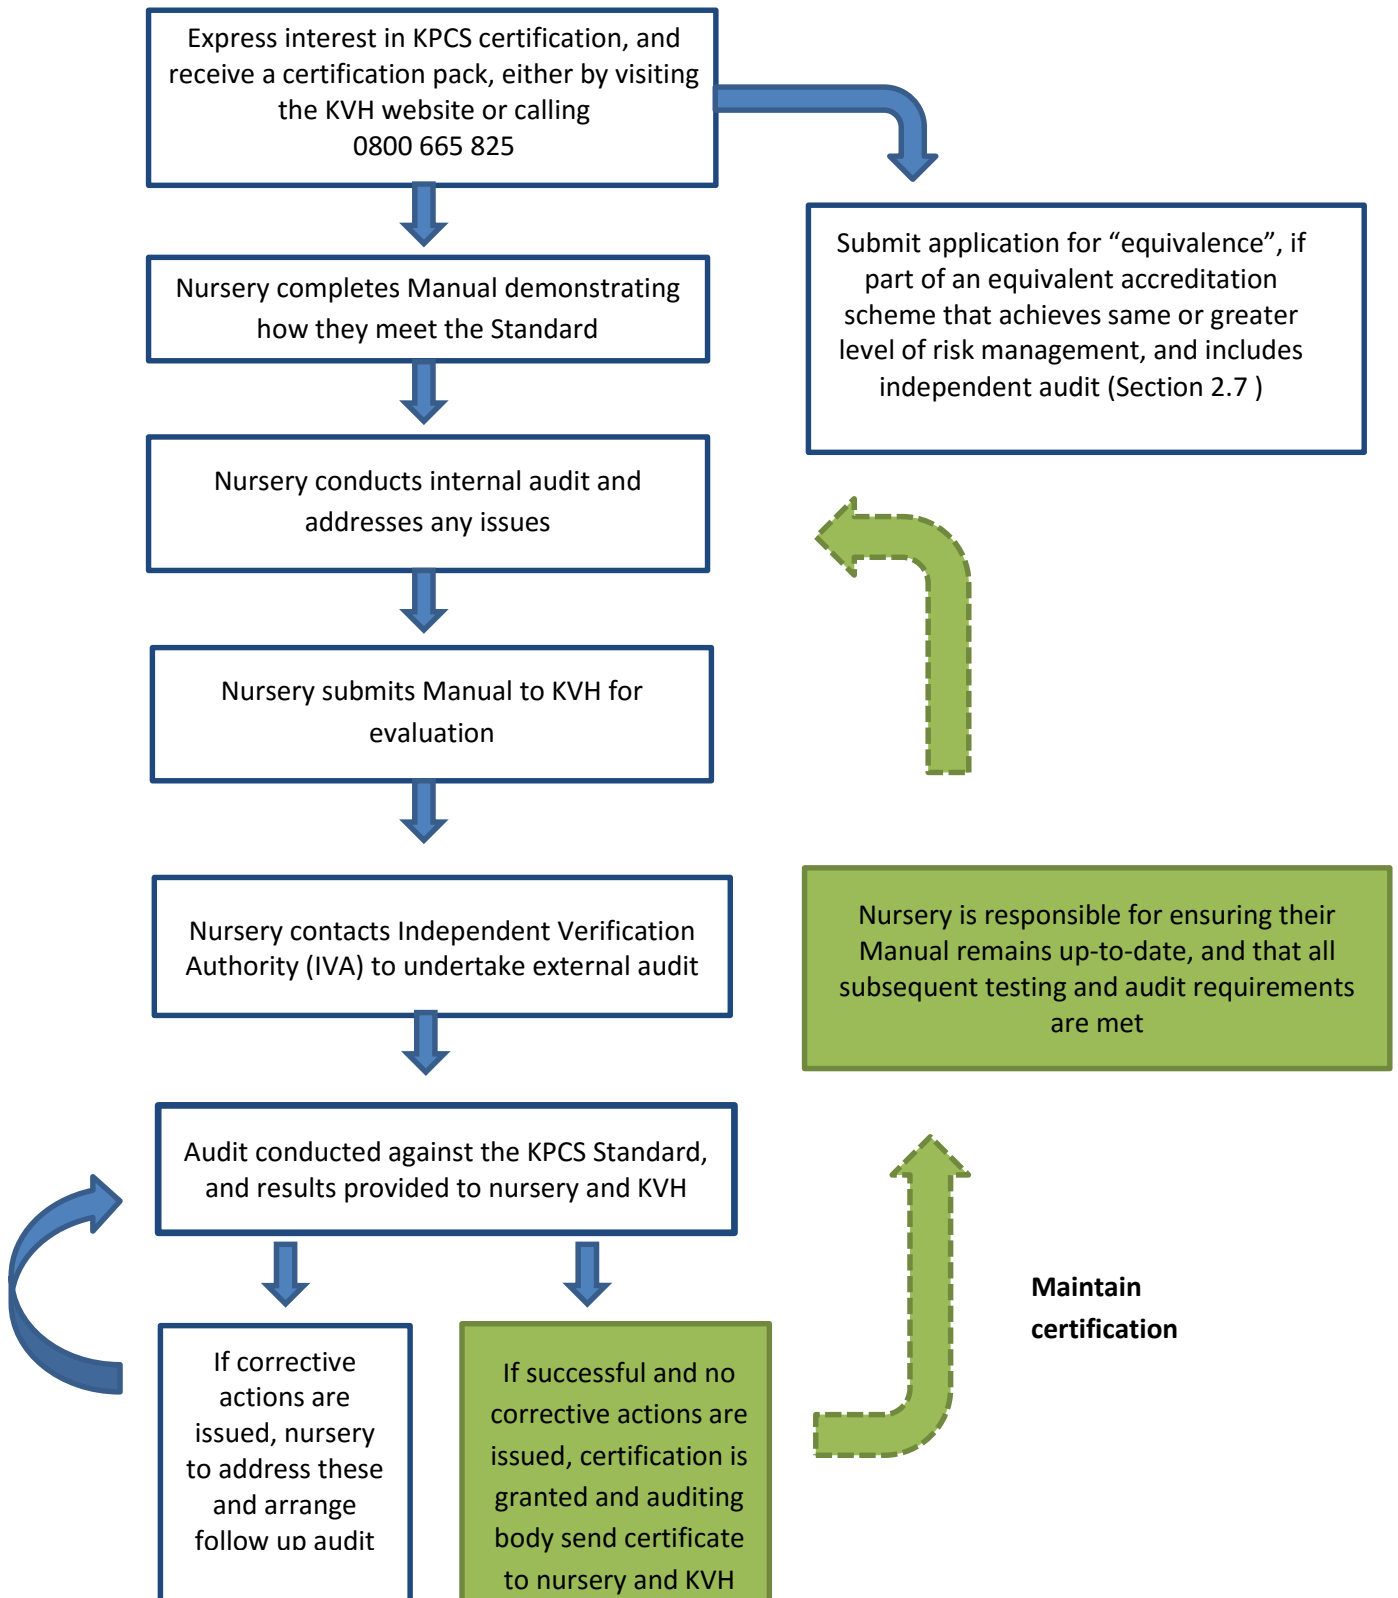 Express interest in KPCS certification, and
receive a certification pack, either by visiting
the KVH website or calling
0800 665 825
Submit application for “equivalence”, if
part of an equivalent accreditation
scheme that achieves same or greater
level of risk management, and includes
independent audit (Section 2.7 )
Nursery completes Manual demonstrating
how they meet the Standard
Nursery conducts internal audit and
addresses any issues
Nursery submits Manual to KVH for
evaluation
Nursery contacts Independent Verification
Authority (IVA) to undertake external audit
Nursery is responsible for ensuring their
Manual remains up-to-date, and that all
subsequent testing and audit requirements
are met
Audit conducted against the KPCS Standard,
and results provided to nursery and KVH
Maintain
certification
If corrective
actions are
issued, nursery
to address these
and arrange
follow up audit
If successful and no
corrective actions are
issued, certification is
granted and auditing
body send certificate
to nursery and KVH